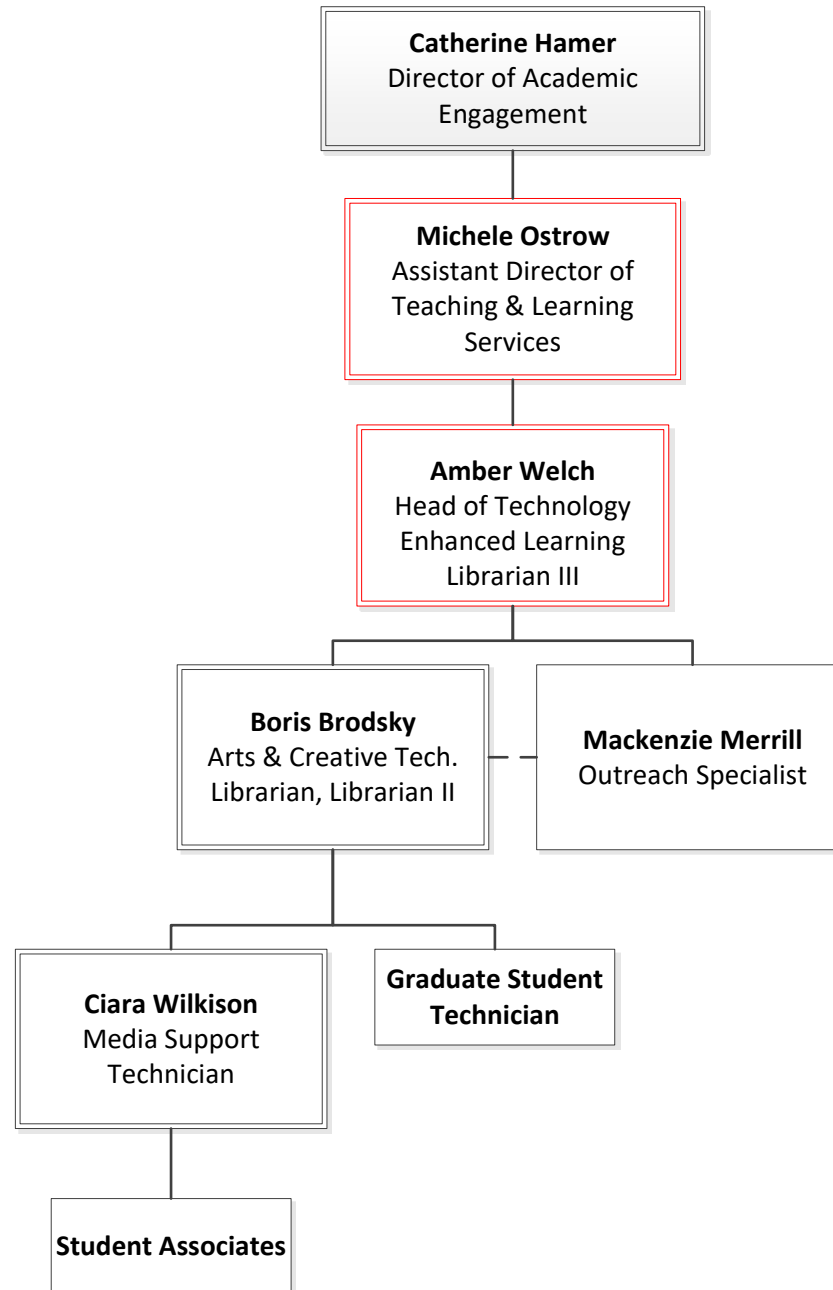 Catherine Hamer
Director of Academic
Engagement
Michele Ostrow
Assistant Director of
Teaching & Learning
Services
Amber Welch
Head of Technology
Enhanced Learning
Librarian III
Boris Brodsky
Arts & Creative Tech.
Librarian, Librarian II
Mackenzie Merrill
Outreach Specialist
Ciara Wilkison
Media Support
Technician
Graduate Student
Technician
Student Associates